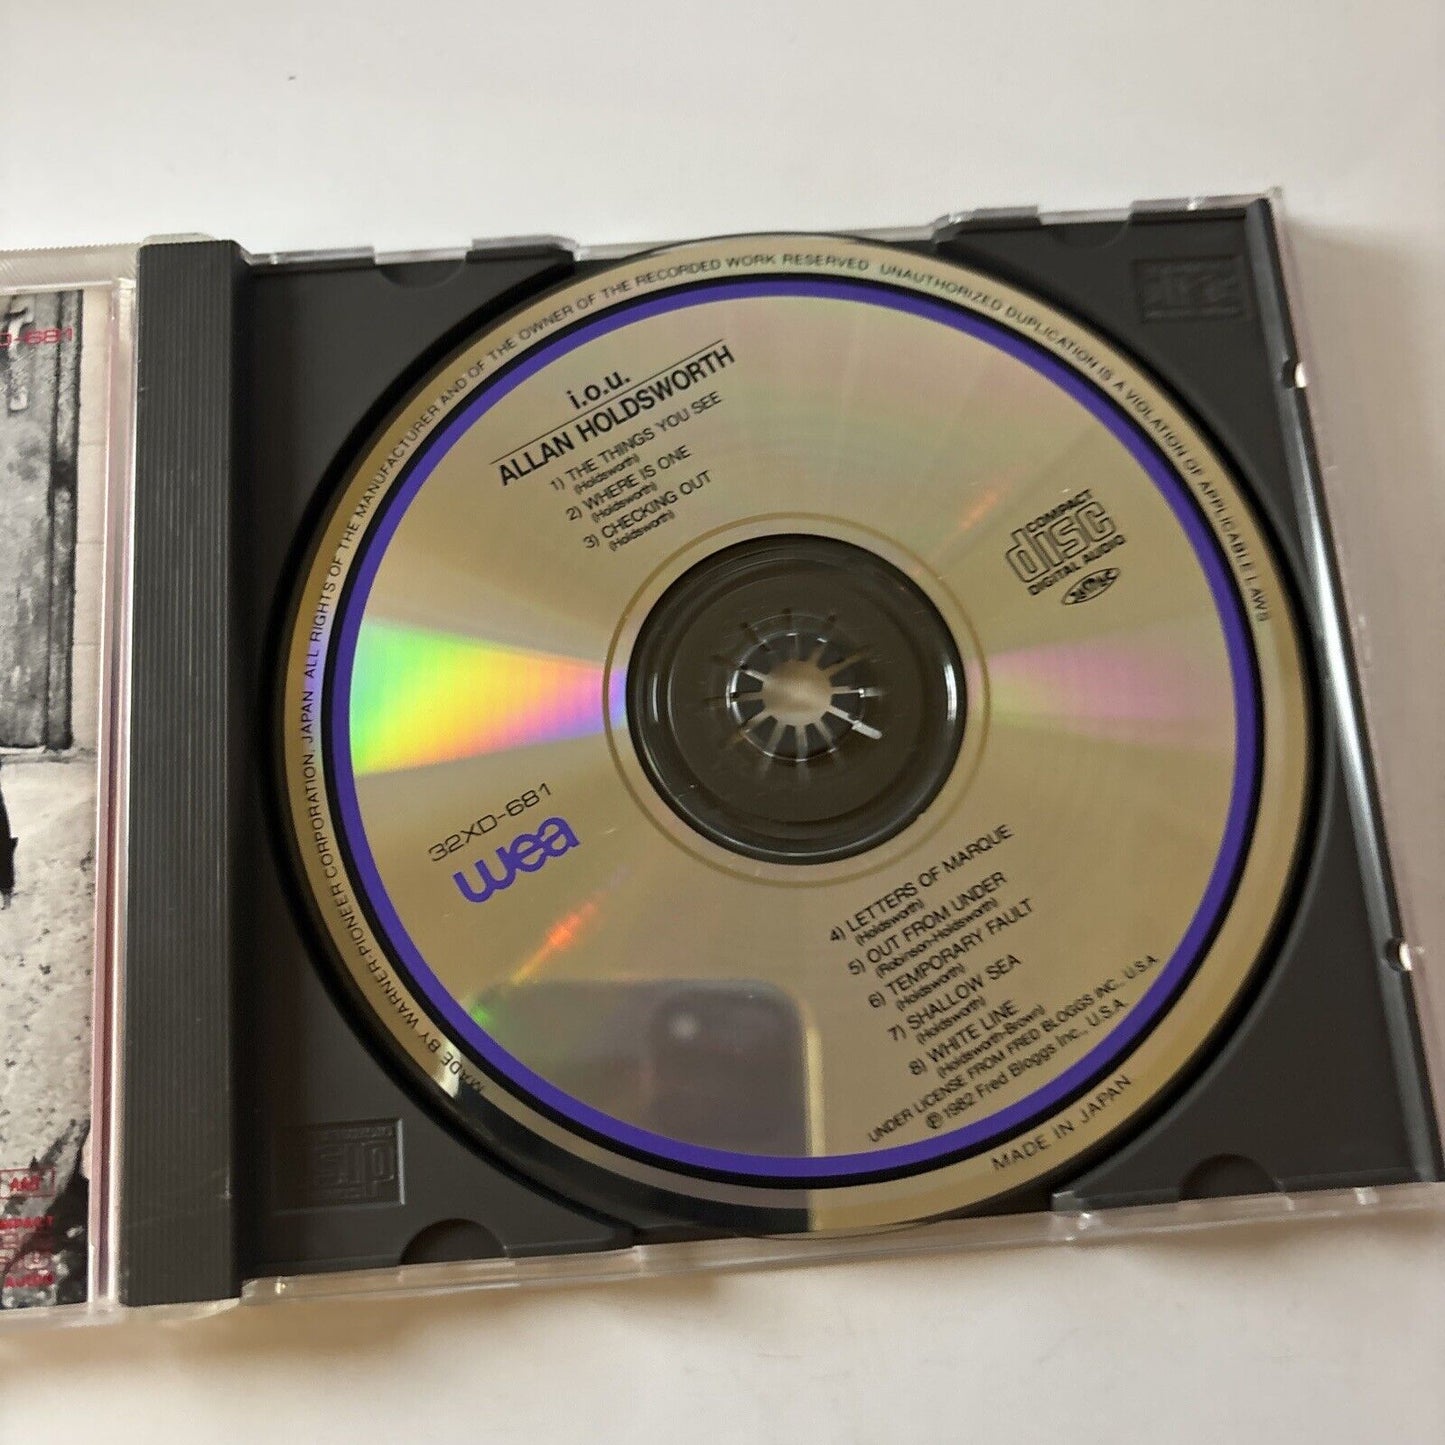 i.o.u.
ALLAN HOLDSWORTH
1) THE THINGS YOU SEE
(Holdsworth)
2) WHERE IS ONE
(Holdsworth)
3) CHECKING OUT
(Holdsworth)
COMPACT
disc
DIGITAL AUDIO
32XD-681
wea
4) LETTERS OF MARQUE
(Holdsworth)
5) OUT FROM UNDER
(Robinson-Holdsworth)
6) TEMPORARY FAULT
(Holdsworth)
7) SHALLOW SEA
(Holdsworth)
8) WHITE LINE
(Holdsworth-Brown)
UNDER LICENSE FROM FRED BLOGGS INC., U.S.A.
℗ 1982 Fred Bloggs Inc., U.S.A.
MADE BY WARNER-PIONEER CORPORATION, JAPAN ALL RIGHTS OF THE MANUFACTURER AND OF THE OWNER OF THE RECORDED WORK RESERVED UNAUTHORIZED DUPLICATION IS A VIOLATION OF APPLICABLE LAWS
MADE IN JAPAN
D-681
AUDIO